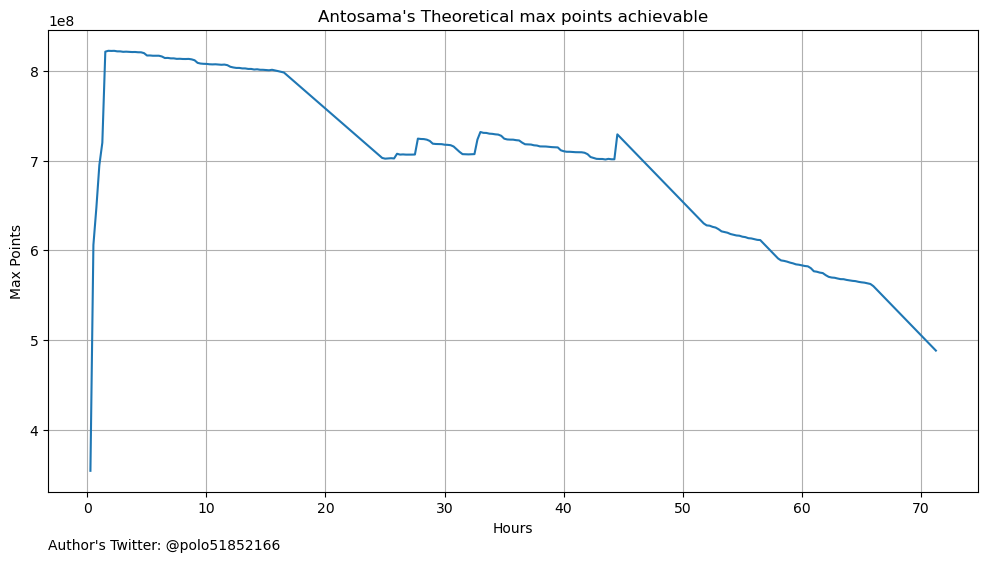 Antosama's Theoretical max points achievable
1e8
8
7
6
5
4
Max Points
0 10 20 30 40 50 60 70
Hours
Author's Twitter: @polo51852166